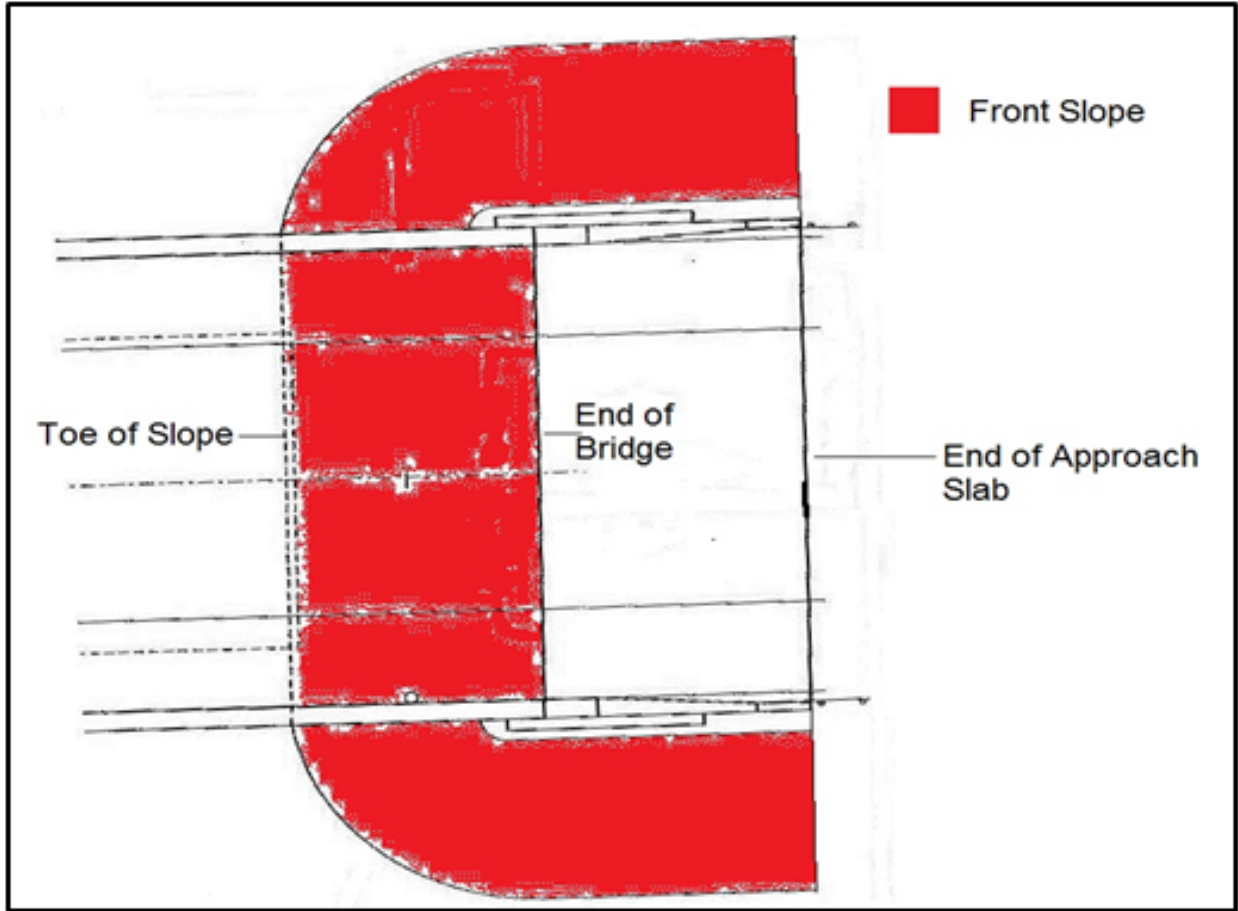 Front Slope
Toe of Slope
End of
Bridge
End of Approach
Slab